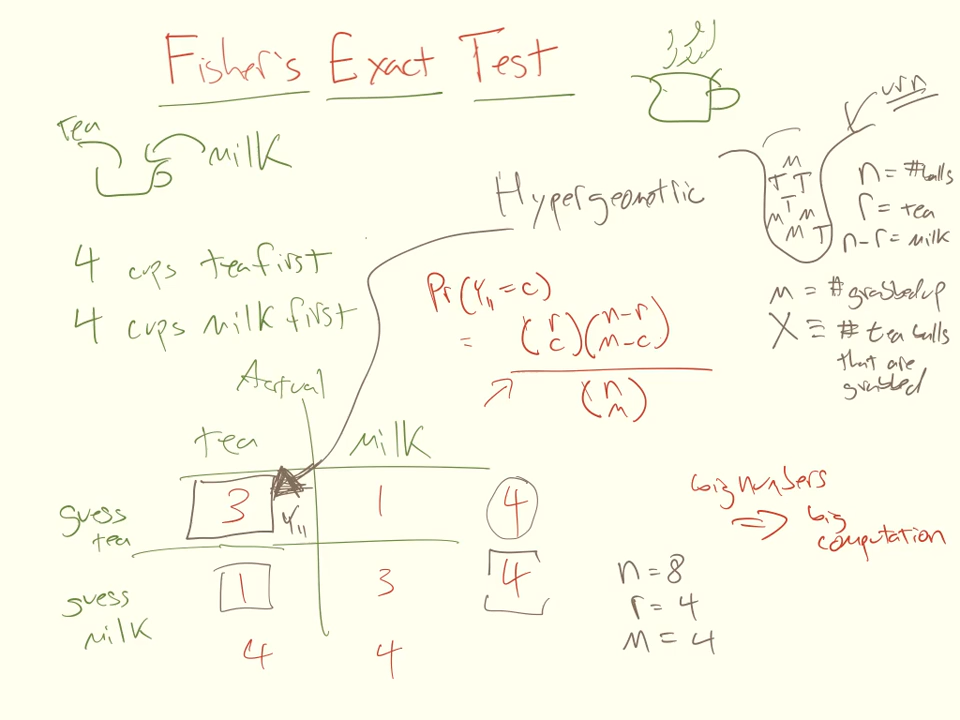 Fisher's Exact Test
Tea
milk
urn
M
T T
T
M M
M T
n = #balls
r = tea
n-r = milk
Hypergeometric
4 cups tea first
4 cups milk first
Pr(Y₁₁ = c)
= (r c)(n-r m-c)
(n m)
m = # grabbed up
X ≡ # tea balls
that are
grabbed
Actual
tea milk
guess tea 3 Y₁₁ 1 4
guess milk 1 3 4
4 4
big numbers
⇒ big
computation
n = 8
r = 4
m = 4